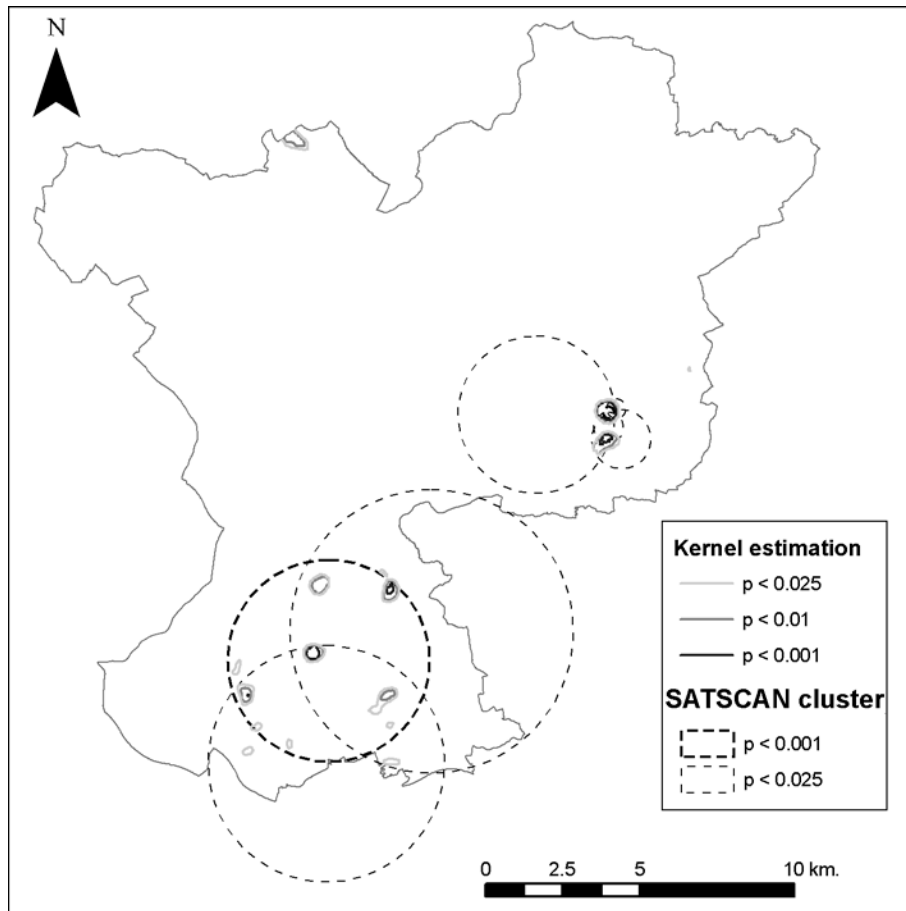 N
Kernel estimation
p < 0.025
p < 0.01
p < 0.001
SATSCAN cluster
p < 0.001
p < 0.025
0 2.5 5 10 km.